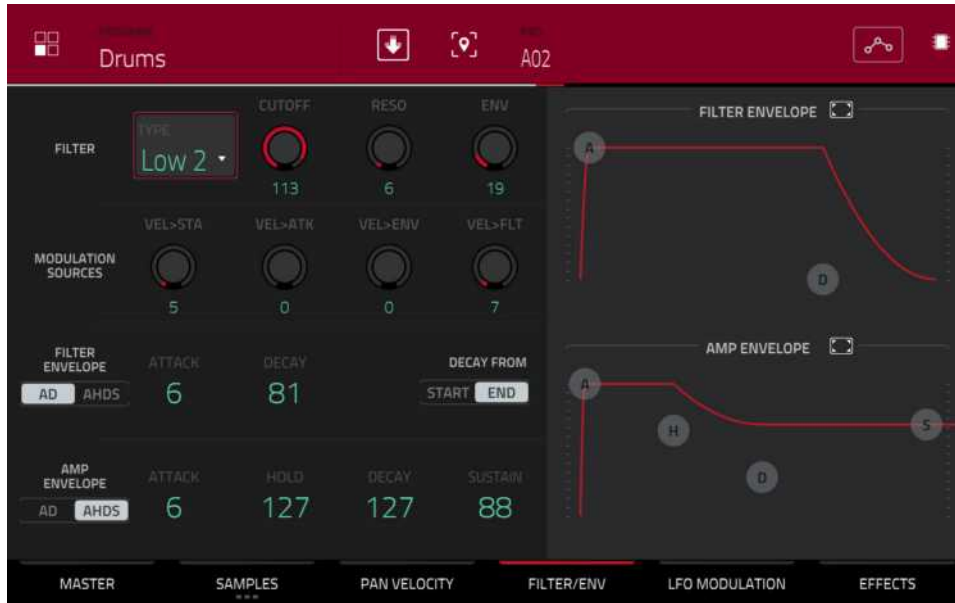 Drums
A02
FILTER
TYPE
Low 2
CUTOFF
113
RESO
6
ENV
19
MODULATION
SOURCES
VEL>STA
5
VEL>ATK
0
VEL>ENV
0
VEL>FLT
7
FILTER
ENVELOPE
AD AHDS
ATTACK
6
DECAY
81
DECAY FROM
START END
AMP
ENVELOPE
AD AHDS
ATTACK
6
HOLD
127
DECAY
127
SUSTAIN
88
FILTER ENVELOPE
A
D
AMP ENVELOPE
A
H
D
S
MASTER SAMPLES PAN VELOCITY FILTER/ENV LFO MODULATION EFFECTS